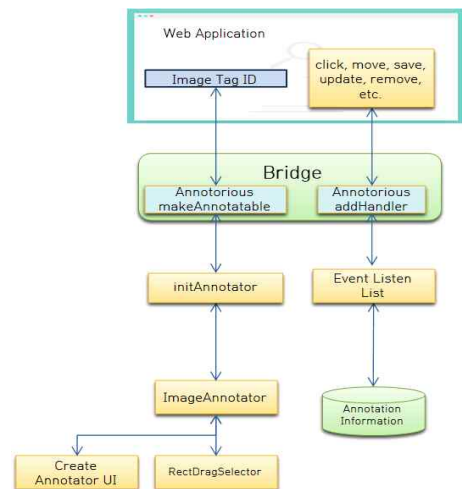 Web Application
Image Tag ID
click, move, save,
update, remove,
etc.
Bridge
Annotorious
makeAnnotatable
Annotorious
addHandler
initAnnotator
Event Listen
List
ImageAnnotator
Annotation
Information
Create
Annotator UI
RectDragSelector